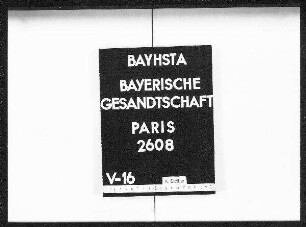 BAYHSTA
BAYERISCHE
GESANDTSCHAFT
PARIS
2608
V-16